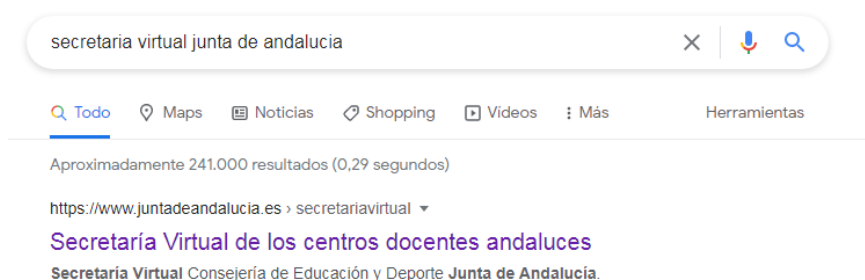 secretaria virtual junta de andalucia
Todo Maps Noticias Shopping Vídeos Más Herramientas
Aproximadamente 241.000 resultados (0,29 segundos)
https://www.juntadeandalucia.es › secretariavirtual
Secretaría Virtual de los centros docentes andaluces
Secretaría Virtual Consejería de Educación y Deporte Junta de Andalucía.